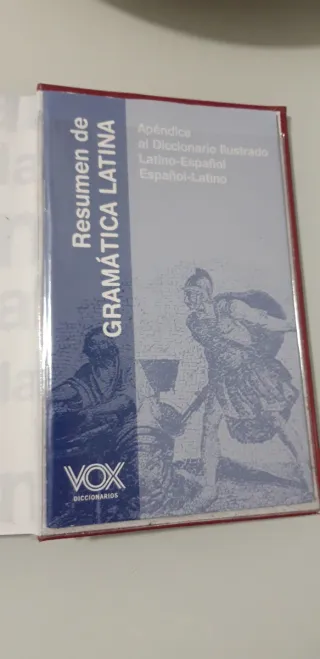 Resumen de
GRAMÁTICA LATINA
Apéndice
al Diccionario Ilustrado
Latino-Español
Español-Latino
VOX
DICCIONARIOS